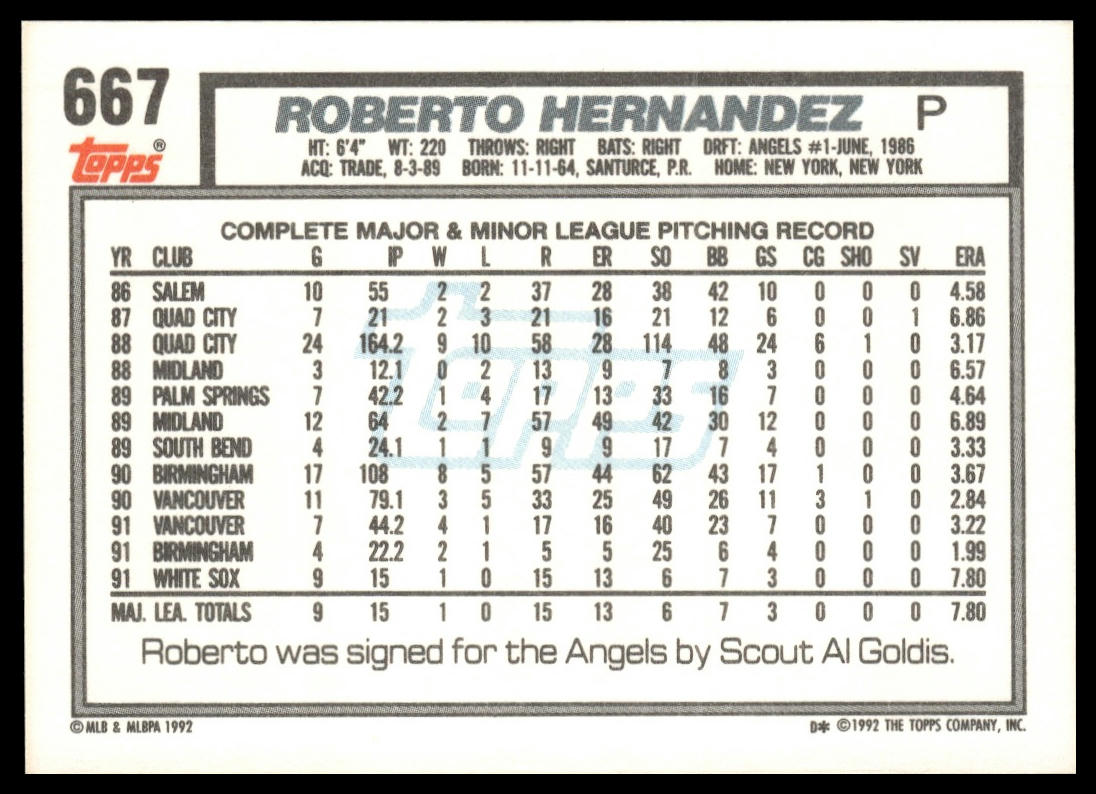 667
topps®
ROBERTO HERNANDEZ P
HT: 6'4" WT: 220 THROWS: RIGHT BATS: RIGHT DRFT: ANGELS #1-JUNE, 1986
ACQ: TRADE, 8-3-89 BORN: 11-11-64, SANTURCE, P.R. HOME: NEW YORK, NEW YORK
COMPLETE MAJOR & MINOR LEAGUE PITCHING RECORD
YR CLUB G IP W L R ER SO BB GS CG SHO SV ERA
86 SALEM 10 55 2 2 37 28 38 42 10 0 0 0 4.58
87 QUAD CITY 7 21 2 3 21 16 21 12 6 0 0 1 6.86
88 QUAD CITY 24 164.2 9 10 58 28 114 48 24 6 1 0 3.17
88 MIDLAND 3 12.1 0 2 13 9 7 8 3 0 0 0 6.57
89 PALM SPRINGS 7 42.2 1 4 17 13 33 16 7 0 0 0 4.64
89 MIDLAND 12 64 2 7 57 49 42 30 12 0 0 0 6.89
89 SOUTH BEND 4 24.1 1 1 9 9 17 7 4 0 0 0 3.33
90 BIRMINGHAM 17 108 8 5 57 44 62 43 17 1 0 0 3.67
90 VANCOUVER 11 79.1 3 5 33 25 49 26 11 3 1 0 2.84
91 VANCOUVER 7 44.2 4 1 17 16 40 23 7 0 0 0 3.22
91 BIRMINGHAM 4 22.2 2 1 5 5 25 6 4 0 0 0 1.99
91 WHITE SOX 9 15 1 0 15 13 6 7 3 0 0 0 7.80
MAJ. LEA. TOTALS 9 15 1 0 15 13 6 7 3 0 0 0 7.80
topps
Roberto was signed for the Angels by Scout Al Goldis.
©MLB & MLBPA 1992
D* ©1992 THE TOPPS COMPANY, INC.